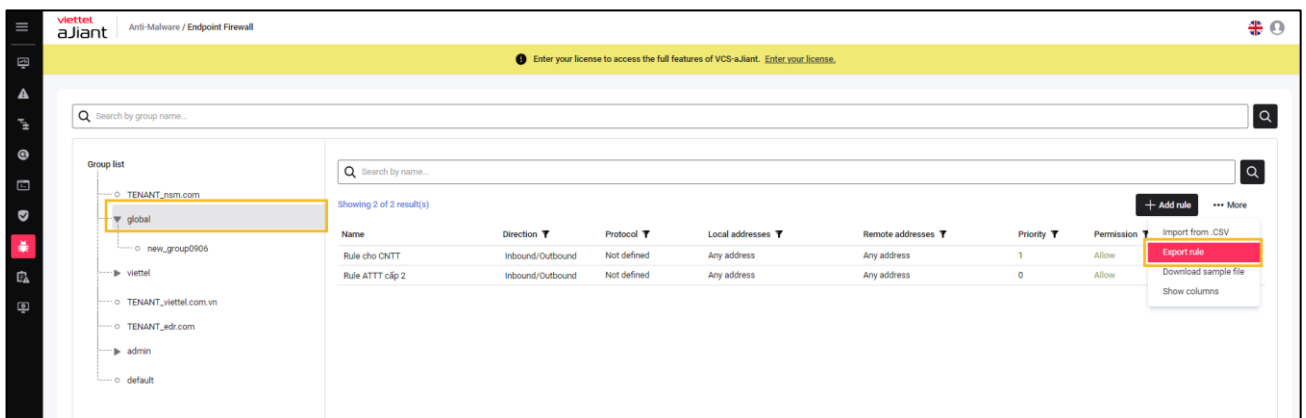 viettel
aJiant
Anti-Malware / Endpoint Firewall
Enter your license to access the full features of VCS-aJiant. Enter your license.
Search by group name...
Group list
TENANT_nsm.com
global
new_group0906
viettel
TENANT_viettel.com.vn
TENANT_edr.com
admin
default
Search by name...
Showing 2 of 2 result(s)
Add rule
More
Name Direction Protocol Local addresses Remote addresses Priority Permission
Rule cho CNTT Inbound/Outbound Not defined Any address Any address 1 Allow
Rule ATTT cấp 2 Inbound/Outbound Not defined Any address Any address 0 Allow
Import from .CSV
Export rule
Download sample file
Show columns